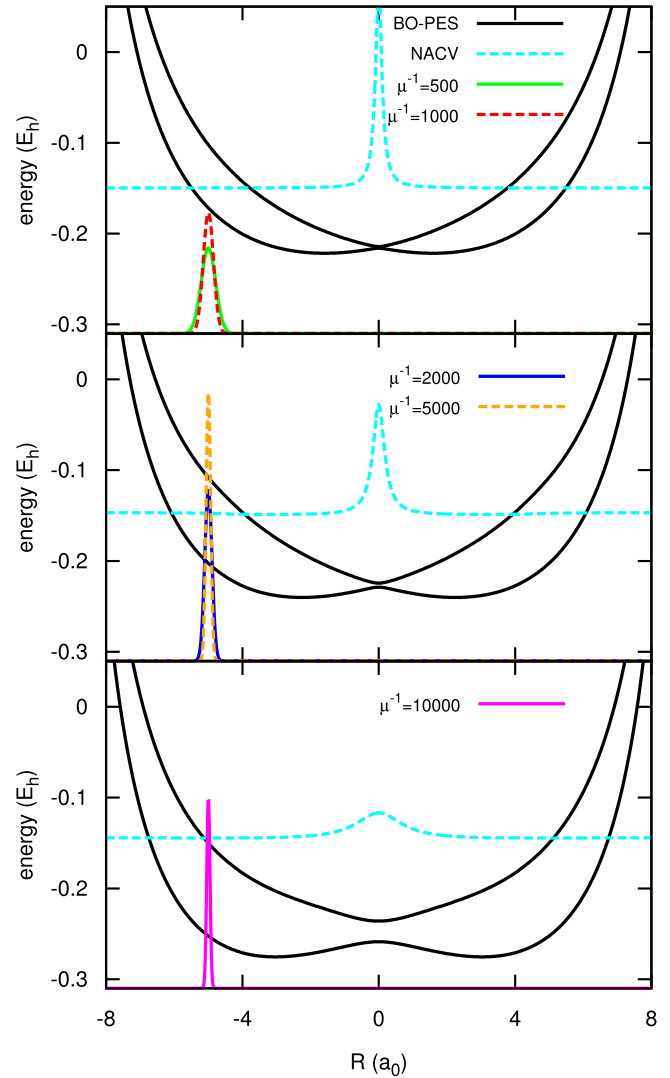 BO-PES
NACV
μ⁻¹=500
μ⁻¹=1000
0
-0.1
-0.2
-0.3
energy (Eₕ)
μ⁻¹=2000
μ⁻¹=5000
0
-0.1
-0.2
-0.3
energy (Eₕ)
μ⁻¹=10000
0
-0.1
-0.2
-0.3
energy (Eₕ)
-8 -4 0 4 8
R (a₀)